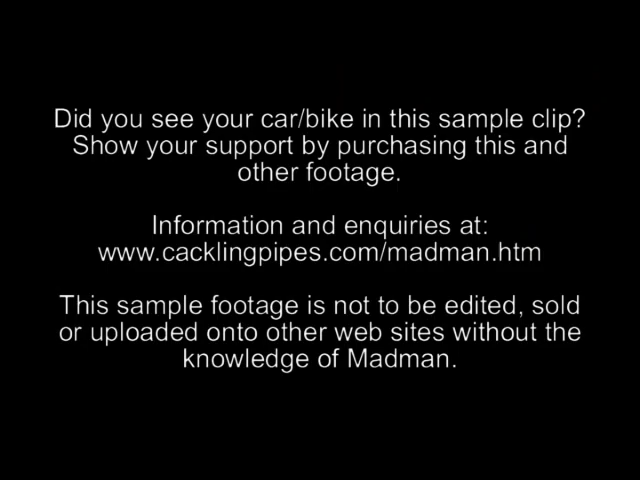 Did you see your car/bike in this sample clip?
Show your support by purchasing this and
other footage.
Information and enquiries at:
www.cacklingpipes.com/madman.htm
This sample footage is not to be edited, sold
or uploaded onto other web sites without the
knowledge of Madman.